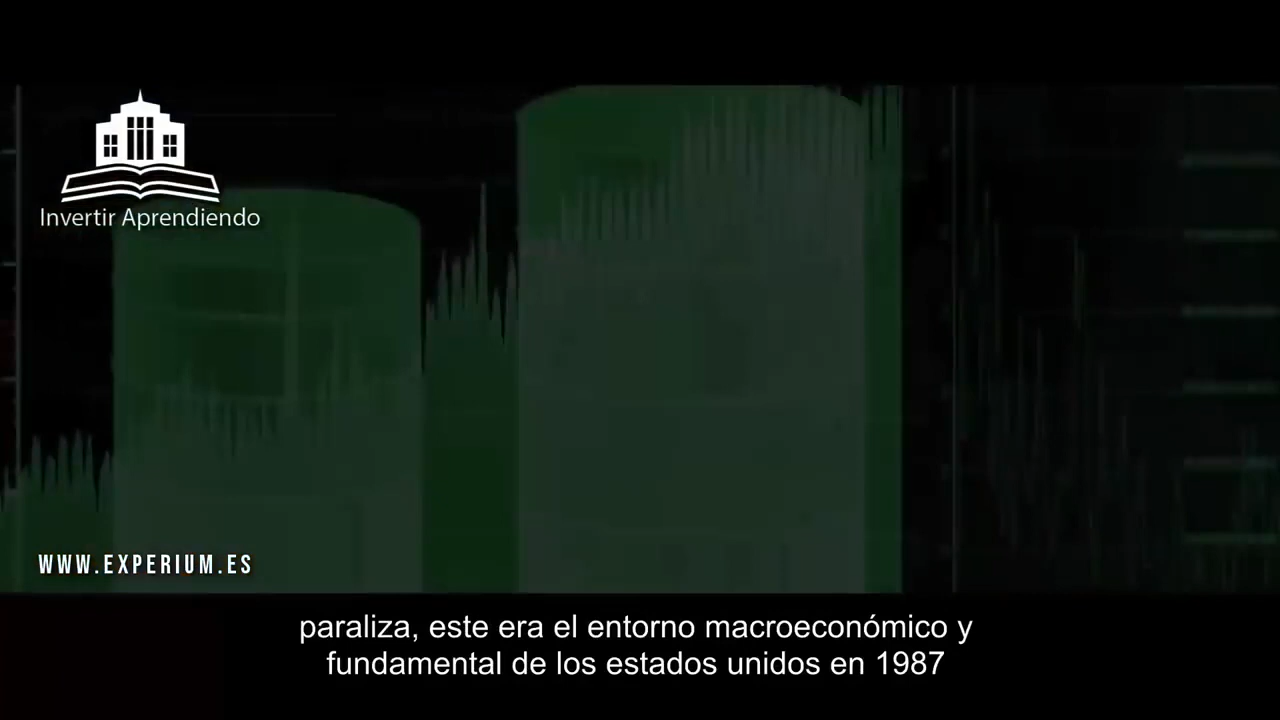 Invertir Aprendiendo
WWW.EXPERIUM.ES
paraliza, este era el entorno macroeconómico y
fundamental de los estados unidos en 1987